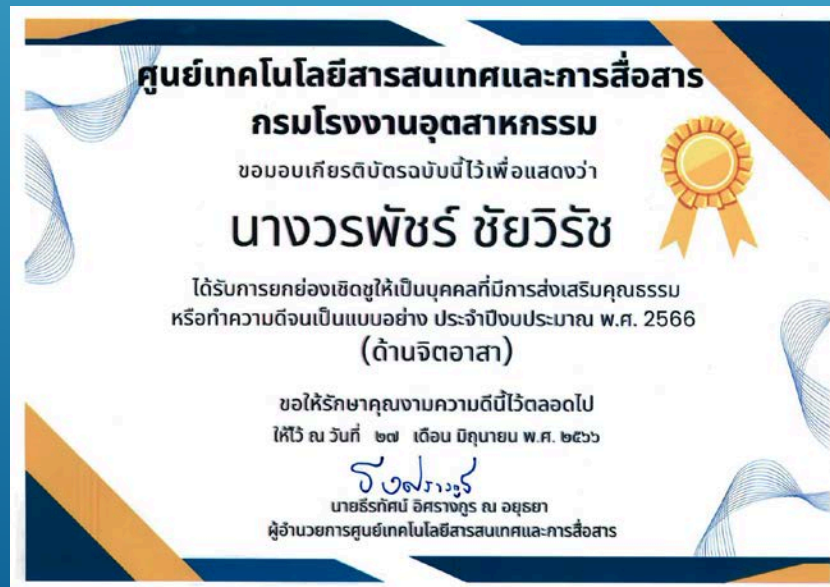 ศูนย์เทคโนโลยีสารสนเทศและการสื่อสาร
กรมโรงงานอุตสาหกรรม
ขอมอบเกียรติบัตรฉบับนี้ไว้เพื่อแสดงว่า
นางวรพัชร์ ชัยวิรัช
ได้รับการยกย่องเชิดชูให้เป็นบุคคลที่มีการส่งเสริมคุณธรรม
หรือทำความดีจนเป็นแบบอย่าง ประจำปีงบประมาณ พ.ศ. 2566
(ด้านจิตอาสา)
ขอให้รักษาคุณงามความดีนี้ไว้ตลอดไป
ให้ไว้ ณ วันที่ ๒๗ เดือน มิถุนายน พ.ศ. ๒๕๖๖
นายธีรทัศน์ อิศรางกูร ณ อยุธยา
ผู้อำนวยการศูนย์เทคโนโลยีสารสนเทศและการสื่อสาร